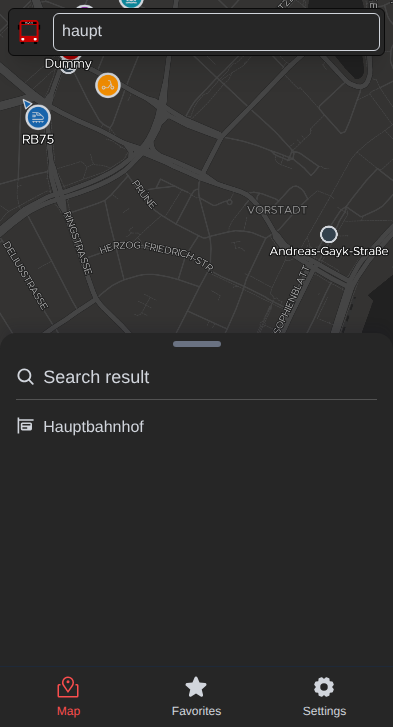 haupt
Dummy
RB75
PRÜNE
VORSTADT
RINGSTRASSE
HERZOG-FRIEDRICH-STR.
Andreas-Gayk-Straße
DELIUSSTRASSE
SOPHIENBLATT
Search result
Hauptbahnhof
Map
Favorites
Settings